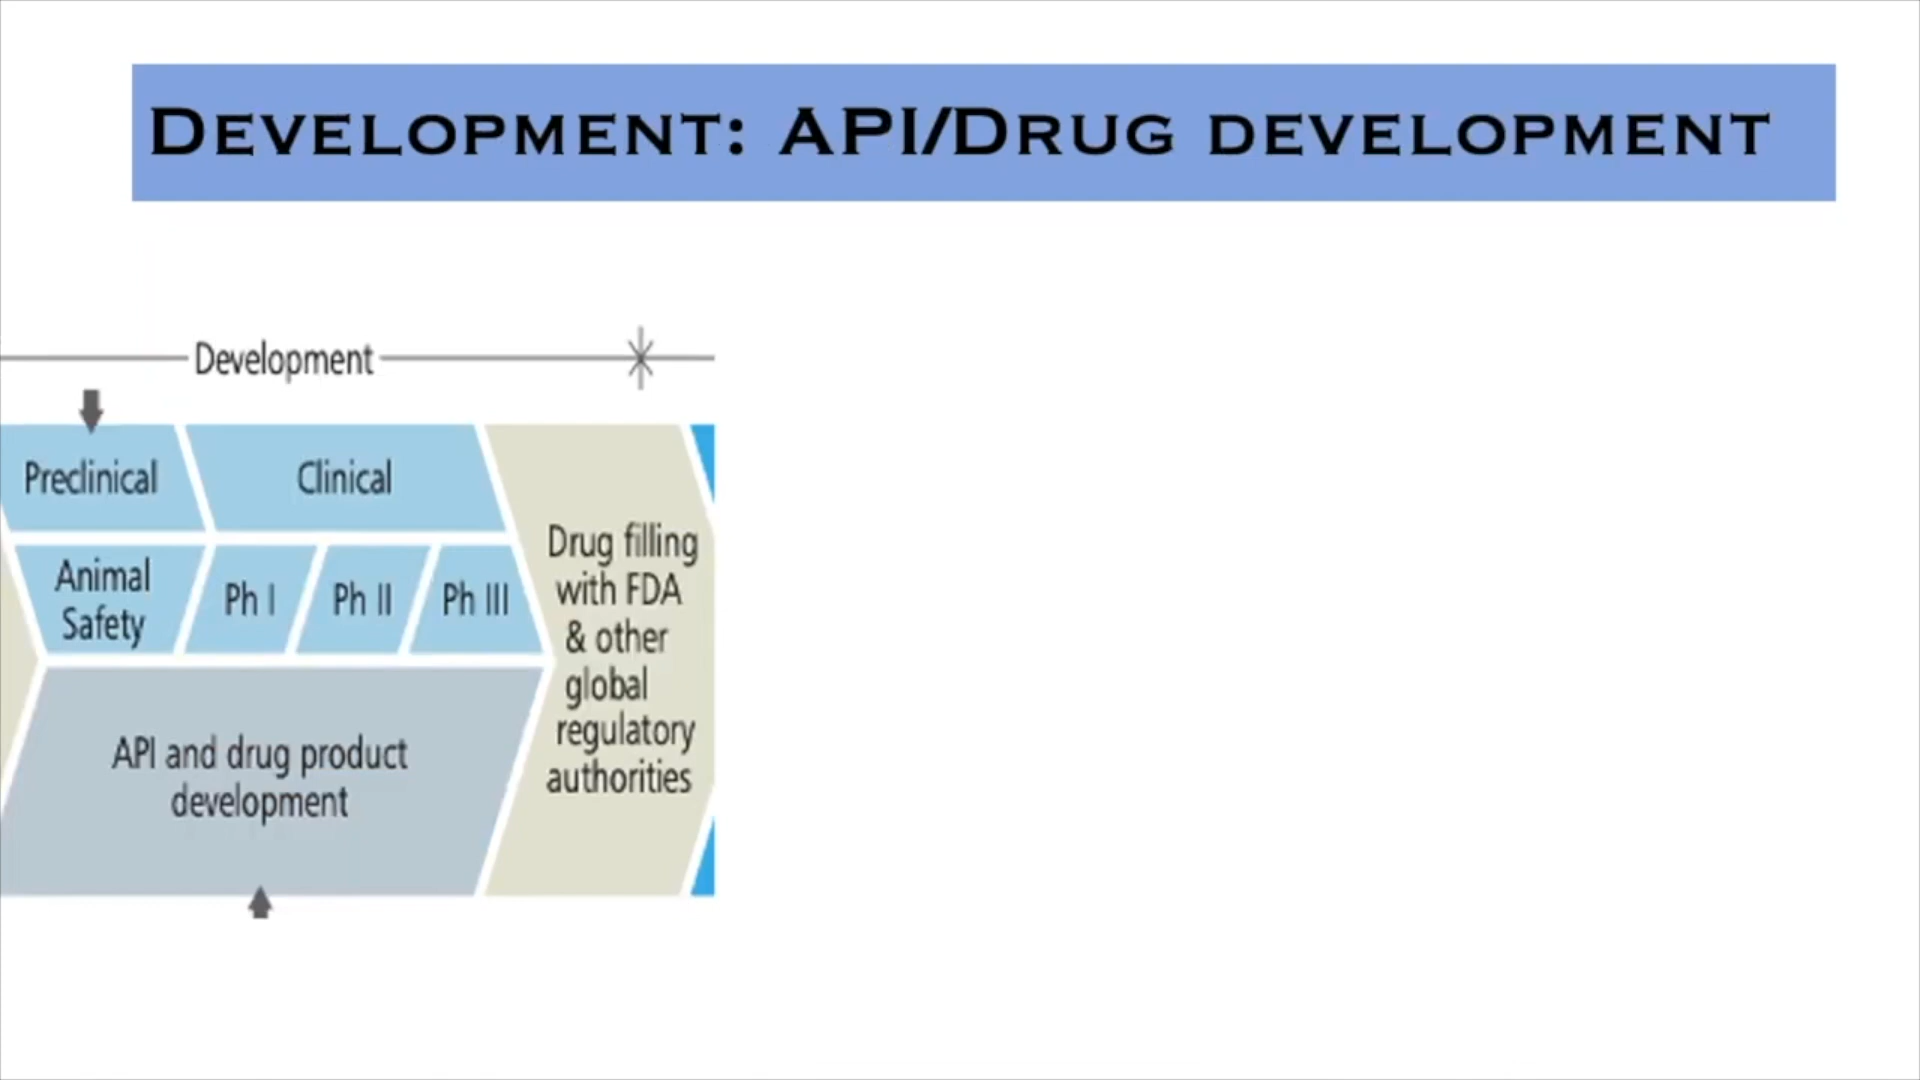 DEVELOPMENT: API/DRUG DEVELOPMENT
Development
Preclinical
Clinical
Animal
Safety
Ph I
Ph II
Ph III
API and drug product
development
Drug filling
with FDA
& other
global
regulatory
authorities